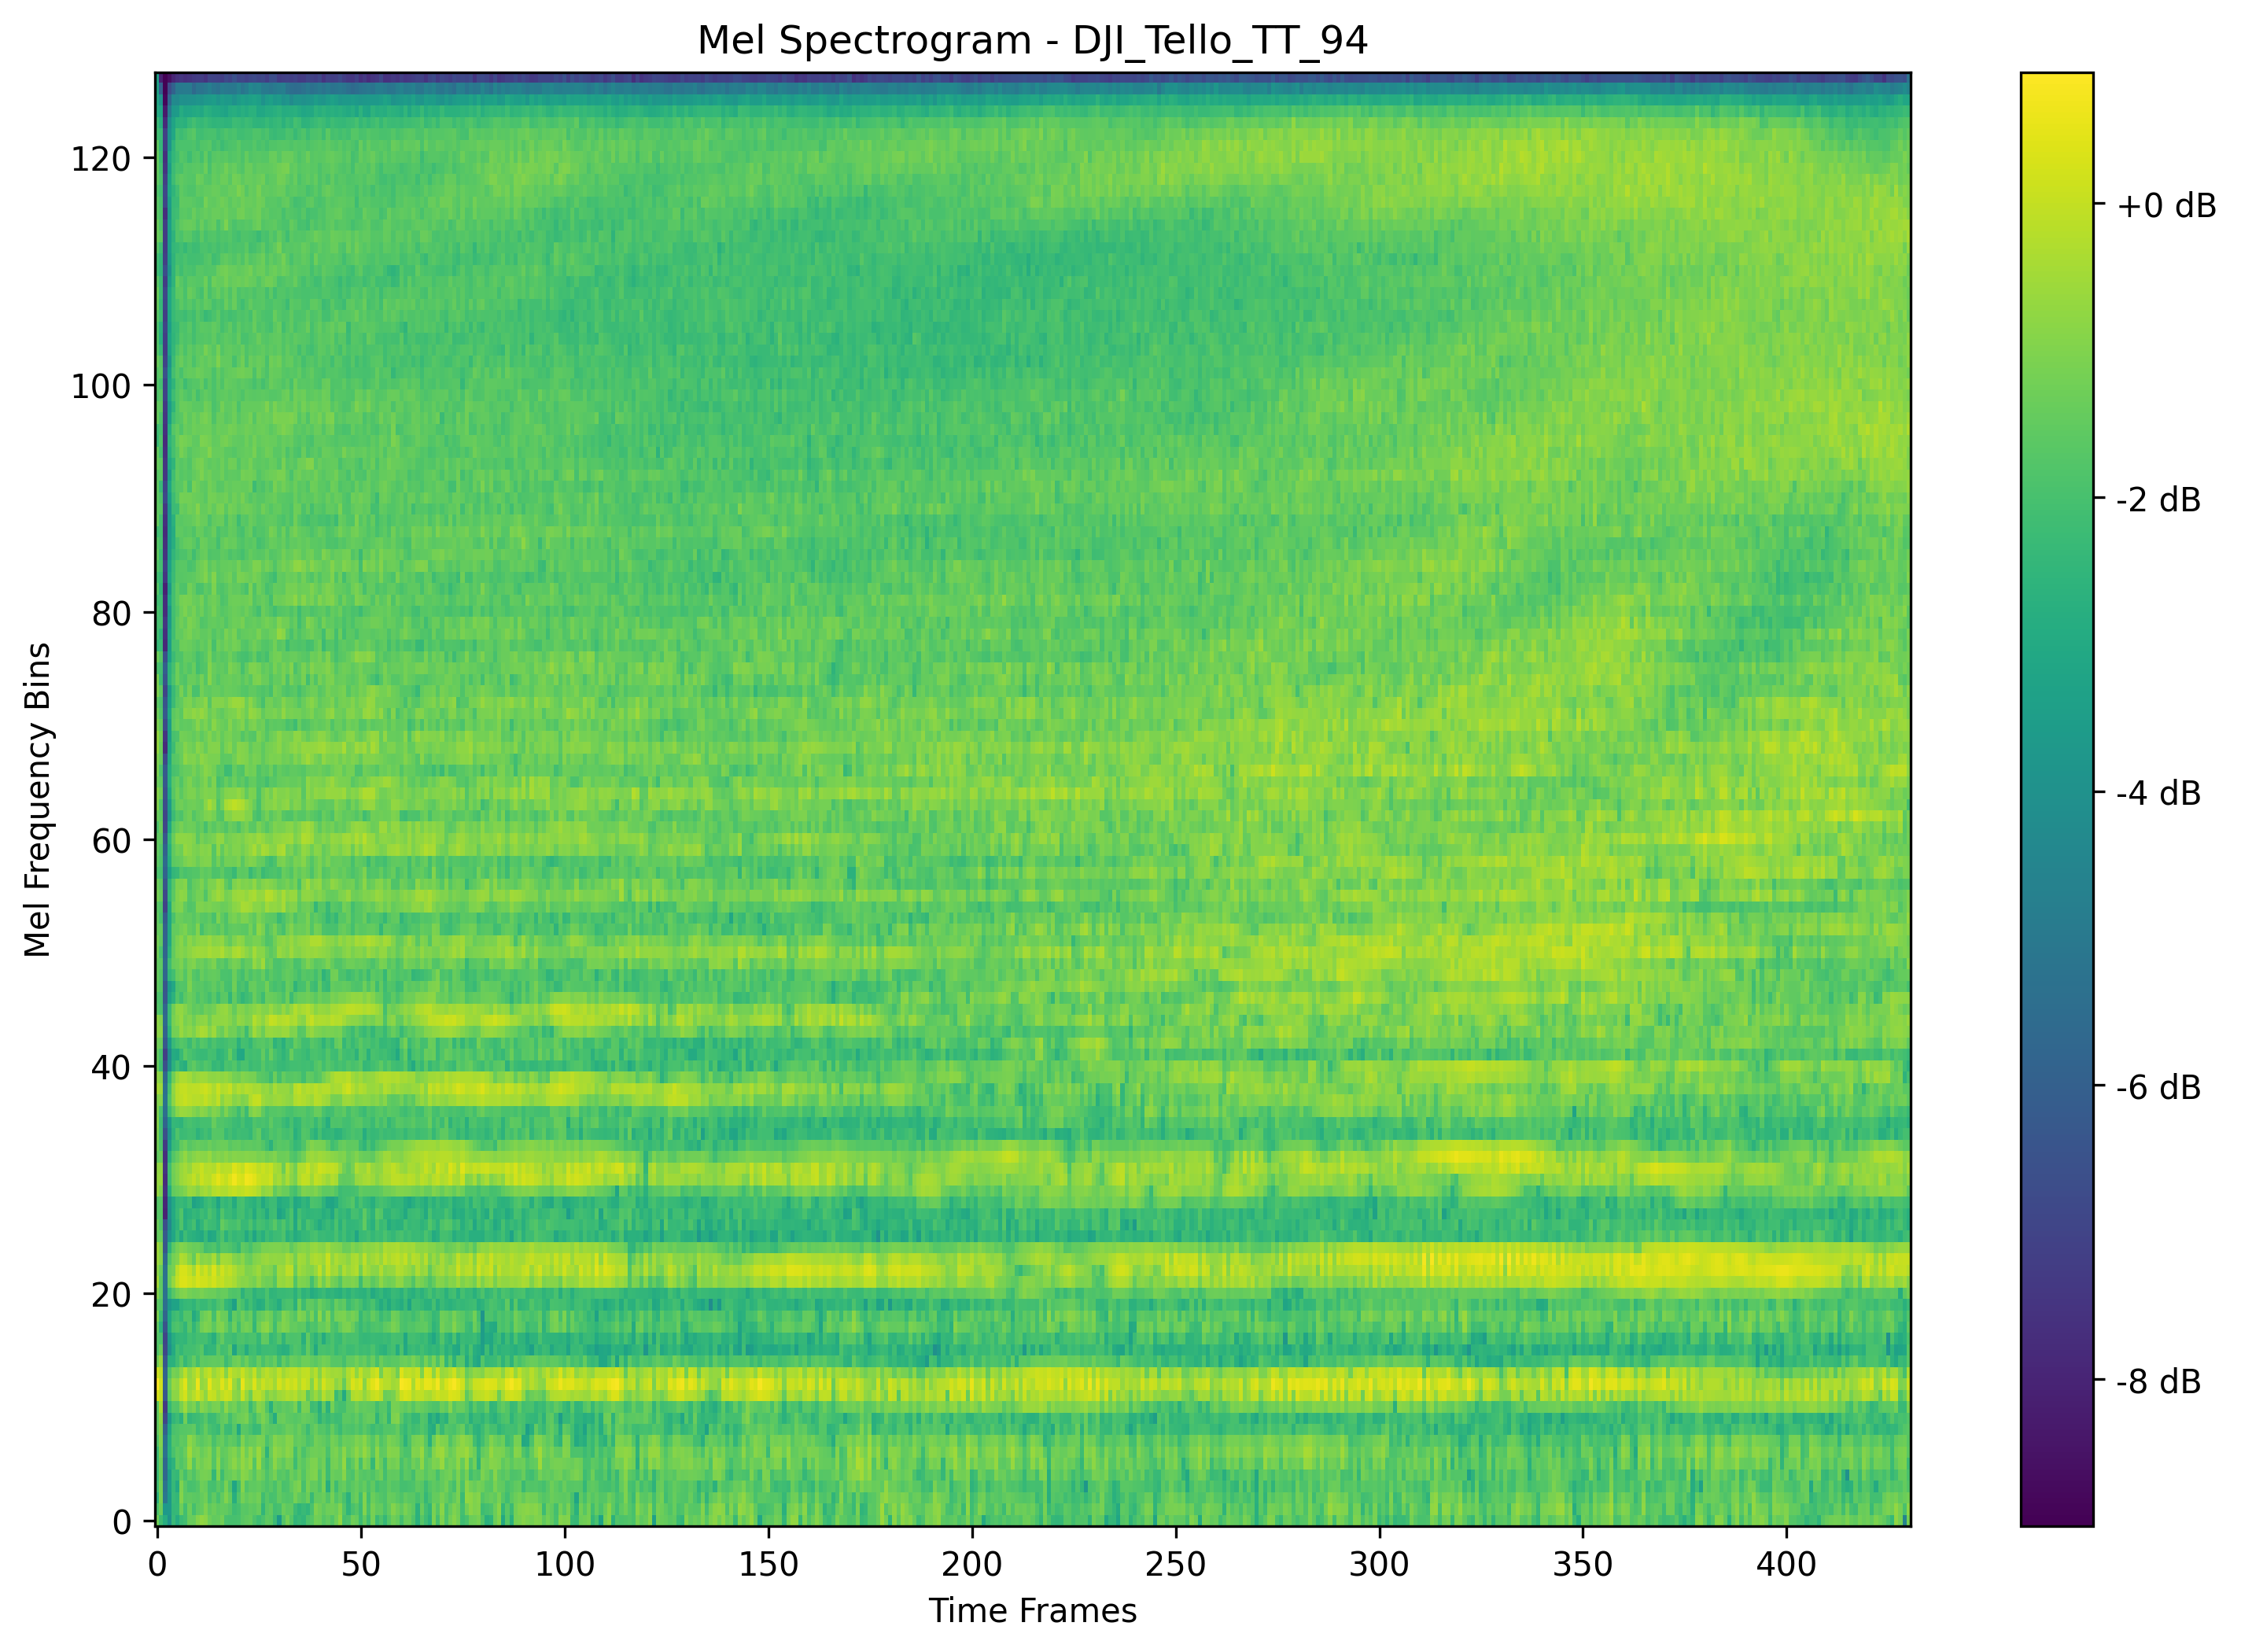 Mel Spectrogram - DJI_Tello_TT_94
Mel Frequency Bins
120
100
80
60
40
20
0
0 50 100 150 200 250 300 350 400
Time Frames
+0 dB
-2 dB
-4 dB
-6 dB
-8 dB